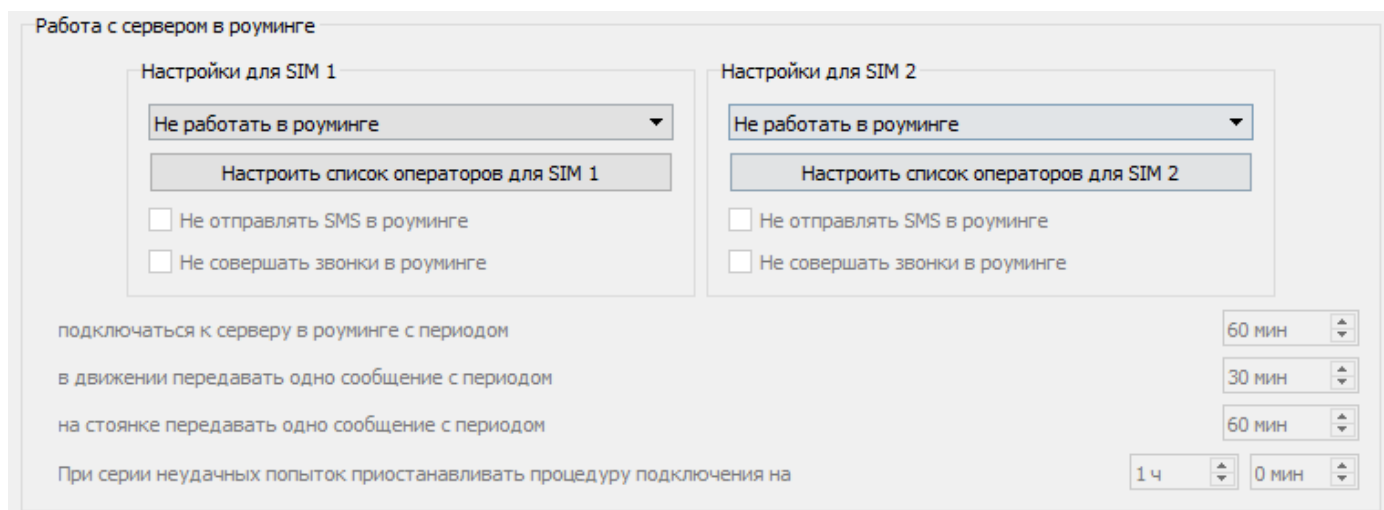 Работа с сервером в роуминге
Настройки для SIM 1
Настройки для SIM 2
Не работать в роуминге
Не работать в роуминге
Настроить список операторов для SIM 1
Настроить список операторов для SIM 2
Не отправлять SMS в роуминге
Не отправлять SMS в роуминге
Не совершать звонки в роуминге
Не совершать звонки в роуминге
подключаться к серверу в роуминге с периодом 60 мин
в движении передавать одно сообщение с периодом 30 мин
на стоянке передавать одно сообщение с периодом 60 мин
При серии неудачных попыток приостанавливать процедуру подключения на 1 ч 0 мин